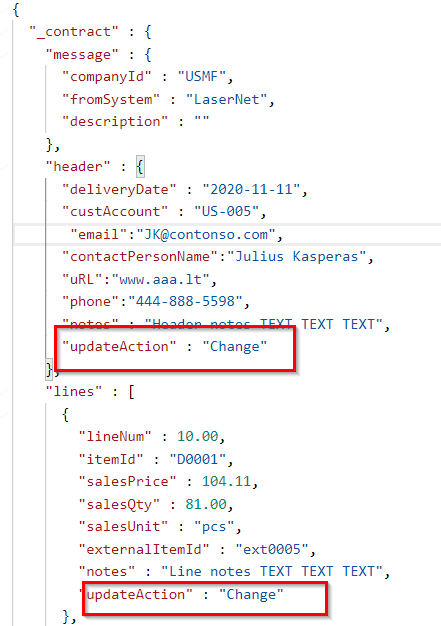 {
"_contract" : {
"message" : {
"companyId" : "USMF",
"fromSystem" : "LaserNet",
"description" : ""
},
"header" : {
"deliveryDate" : "2020-11-11",
"custAccount" : "US-005",
"email":"JK@contonso.com",
"contactPersonName":"Julius Kasperas",
"uRL":"www.aaa.lt",
"phone":"444-888-5598",
"notes" : "Header notes TEXT TEXT TEXT",
"updateAction" : "Change"
},
"lines" : [
{
"lineNum" : 10.00,
"itemId" : "D0001",
"salesPrice" : 104.11,
"salesQty" : 81.00,
"salesUnit" : "pcs",
"externalItemId" : "ext0005",
"notes" : "Line notes TEXT TEXT TEXT",
"updateAction" : "Change"
},